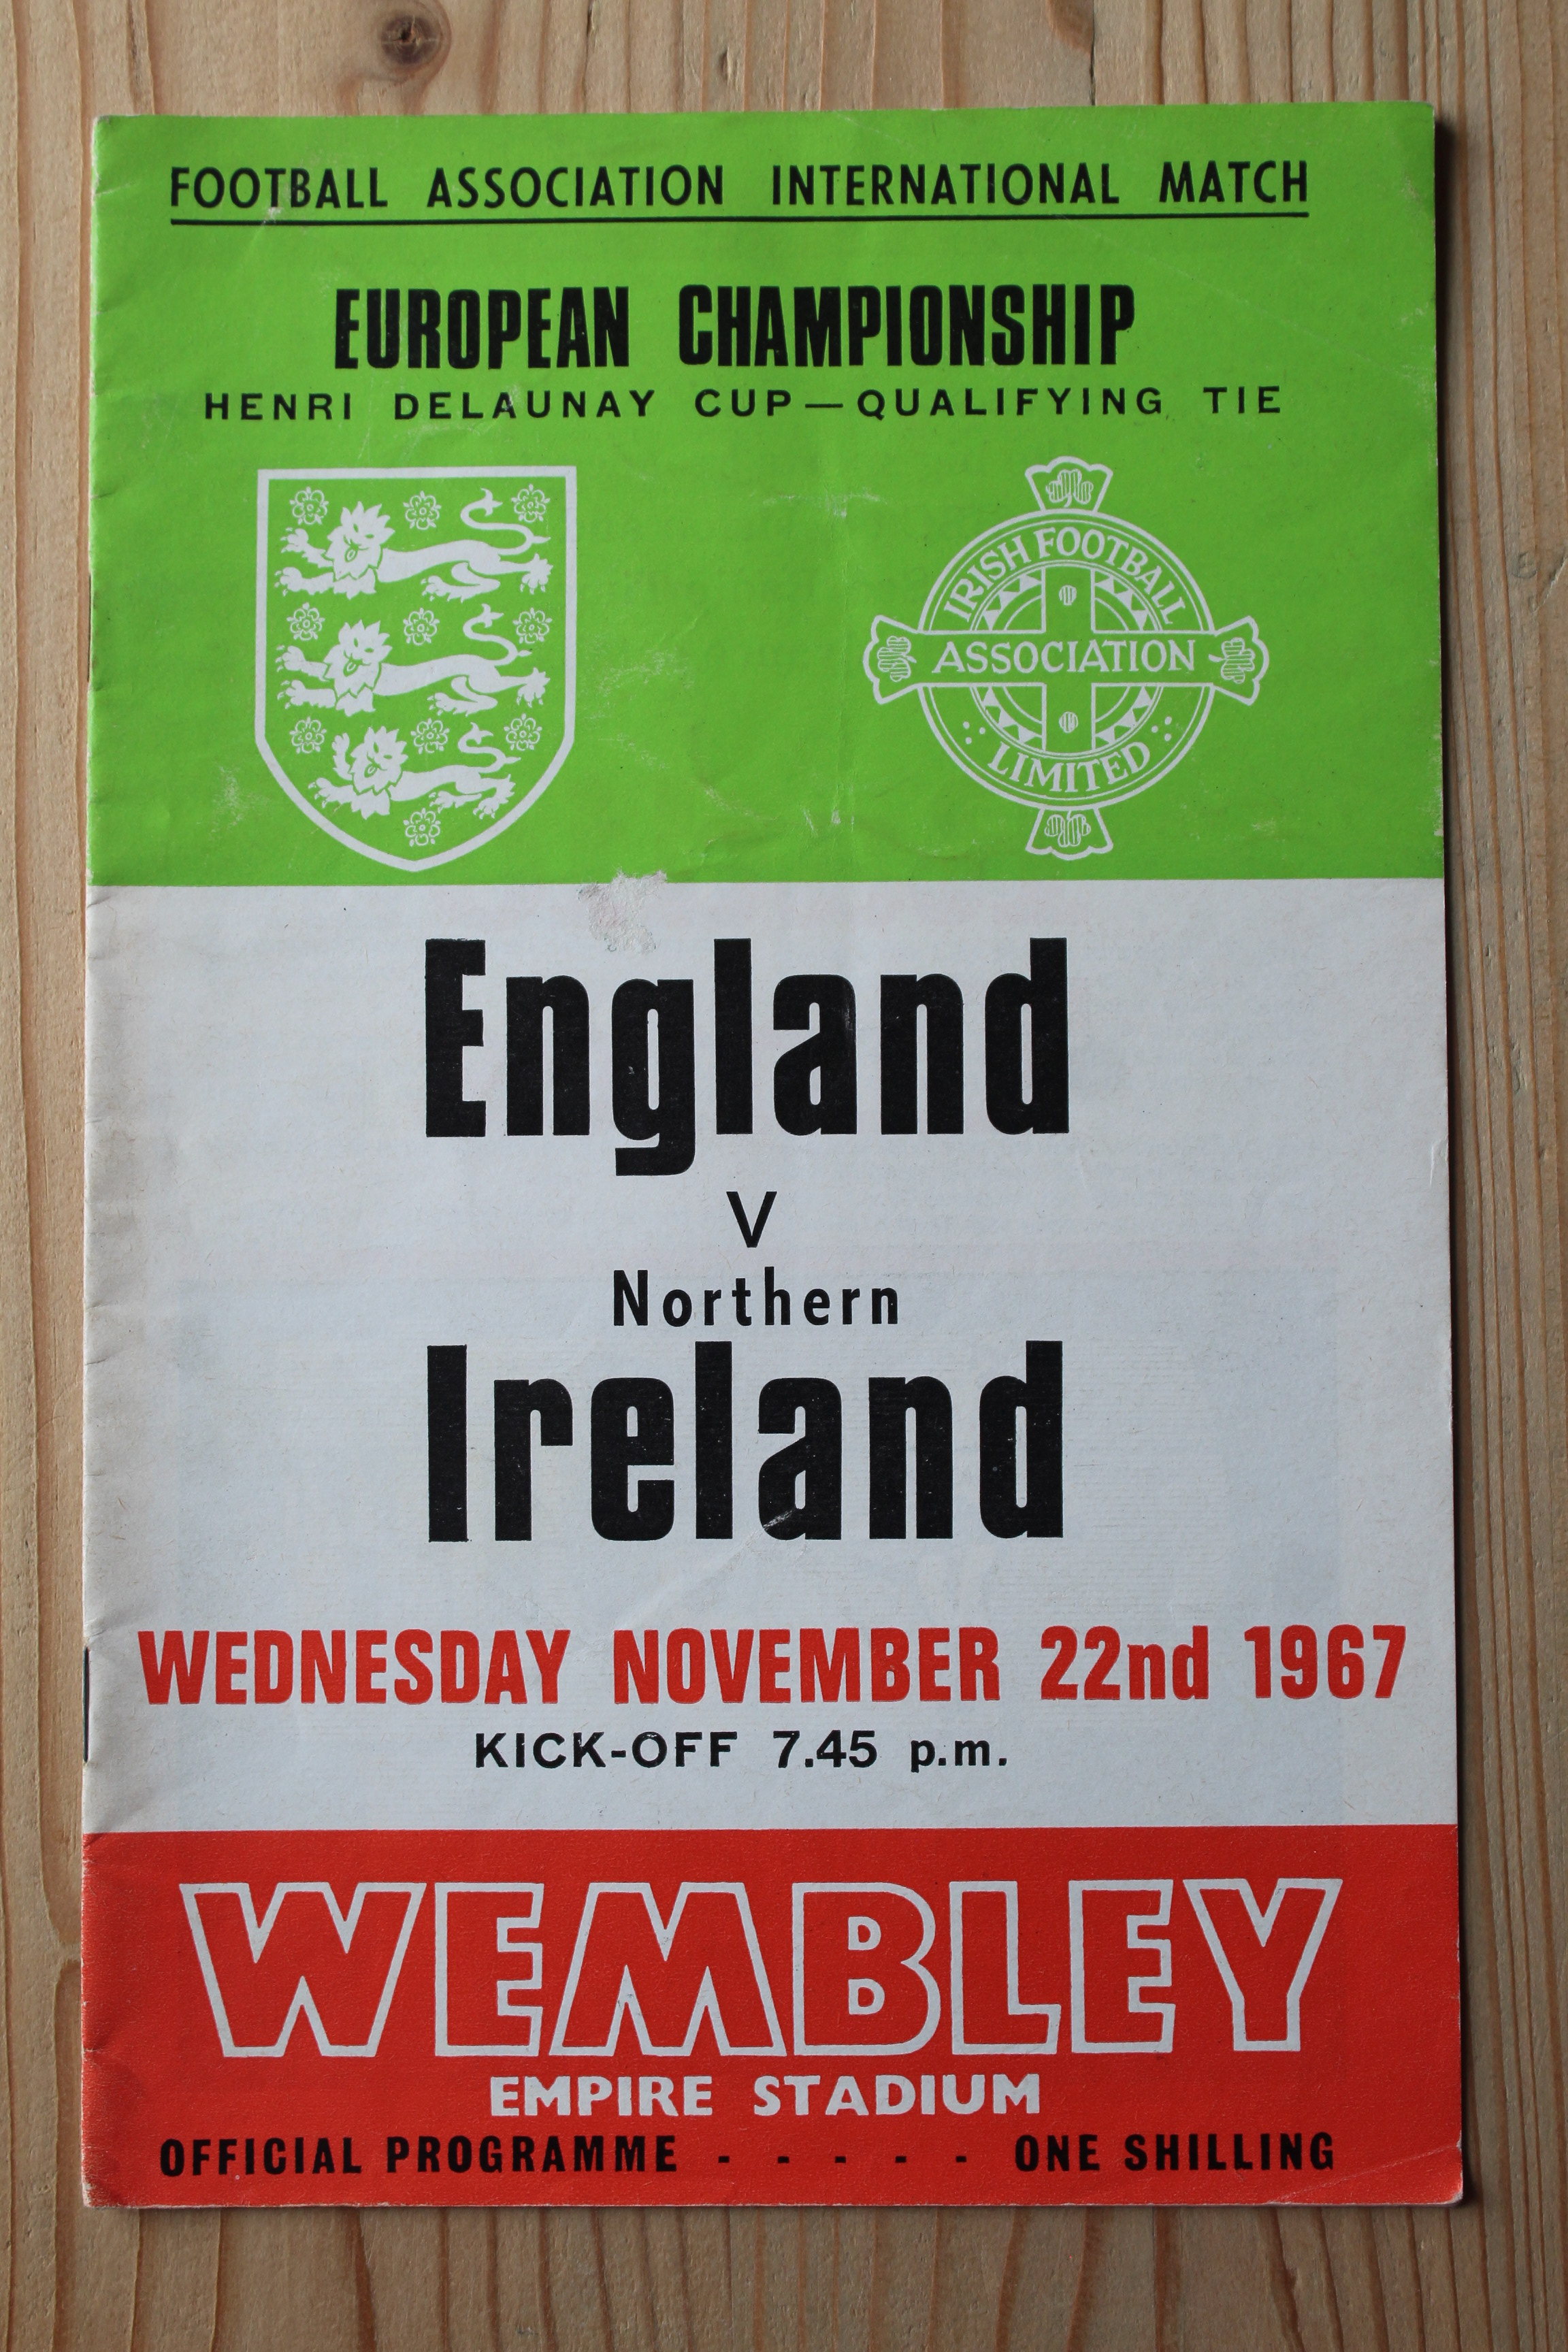 FOOTBALL ASSOCIATION INTERNATIONAL MATCH
EUROPEAN CHAMPIONSHIP
HENRI DELAUNAY CUP—QUALIFYING TIE
IRISH FOOTBALL
ASSOCIATION
LIMITED
England
V
Northern
Ireland
WEDNESDAY NOVEMBER 22nd 1967
KICK-OFF 7.45 p.m.
WEMBLEY
EMPIRE STADIUM
OFFICIAL PROGRAMME - - - - - ONE SHILLING